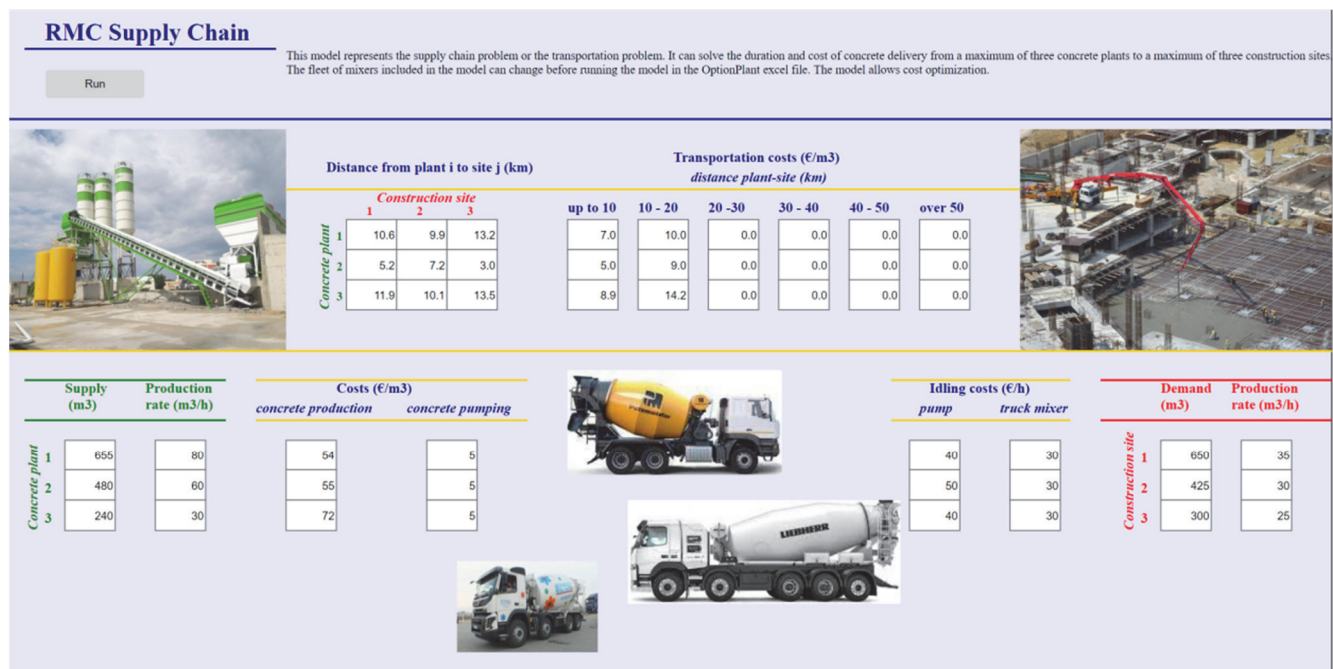 RMC Supply Chain
Run
This model represents the supply chain problem or the transportation problem. It can solve the duration and cost of concrete delivery from a maximum of three concrete plants to a maximum of three construction sites.
The fleet of mixers included in the model can change before running the model in the OptionPlant excel file. The model allows cost optimization.
Distance from plant i to site j (km)
Construction site
1 2 3
Concrete plant
1 10.6 9.9 13.2
2 5.2 7.2 3.0
3 11.9 10.1 13.5
Transportation costs (€/m3)
distance plant-site (km)
up to 10 10 - 20 20 -30 30 - 40 40 - 50 over 50
7.0 10.0 0.0 0.0 0.0 0.0
5.0 9.0 0.0 0.0 0.0 0.0
8.9 14.2 0.0 0.0 0.0 0.0
Supply Production
(m3) rate (m3/h)
Concrete plant
1 655 80
2 480 60
3 240 30
Costs (€/m3)
concrete production concrete pumping
54 5
55 5
72 5
Idling costs (€/h)
pump truck mixer
40 30
50 30
40 30
Demand Production
(m3) rate (m3/h)
Construction site
1 650 35
2 425 30
3 300 25
LIEBHERR